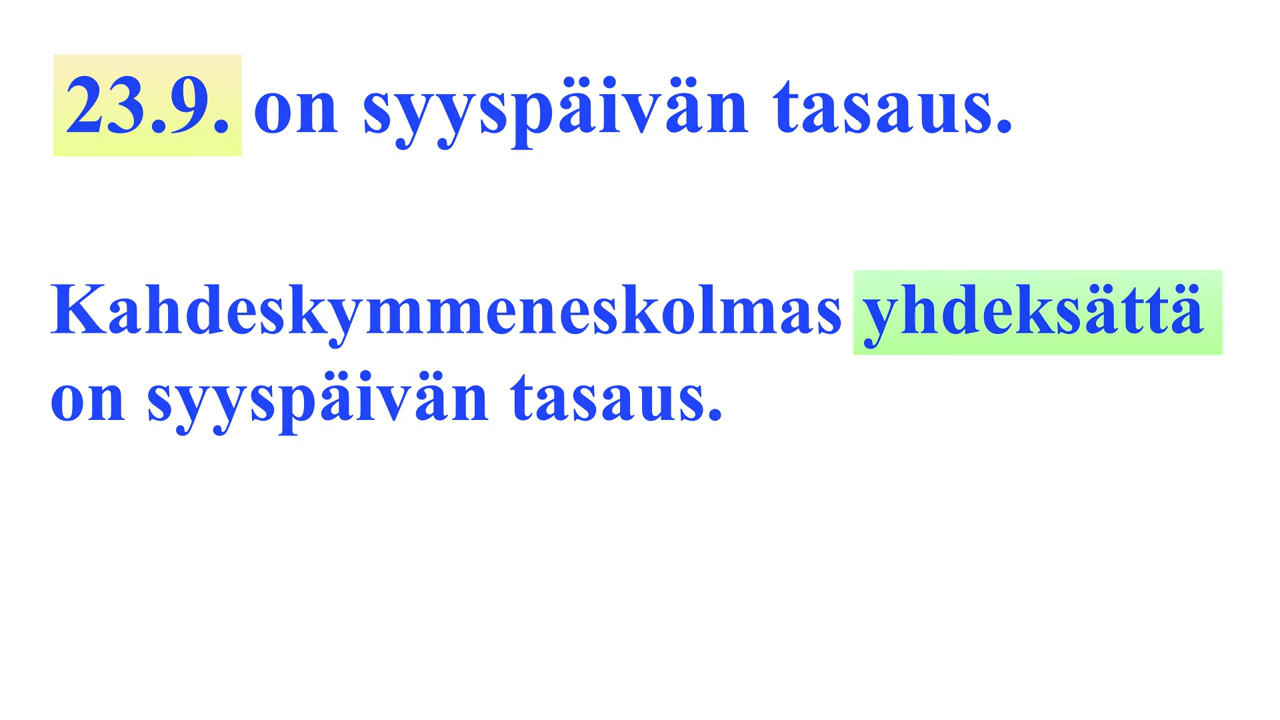 23.9. on syyspäivän tasaus.
Kahdeskymmeneskolmas yhdeksättä
on syyspäivän tasaus.